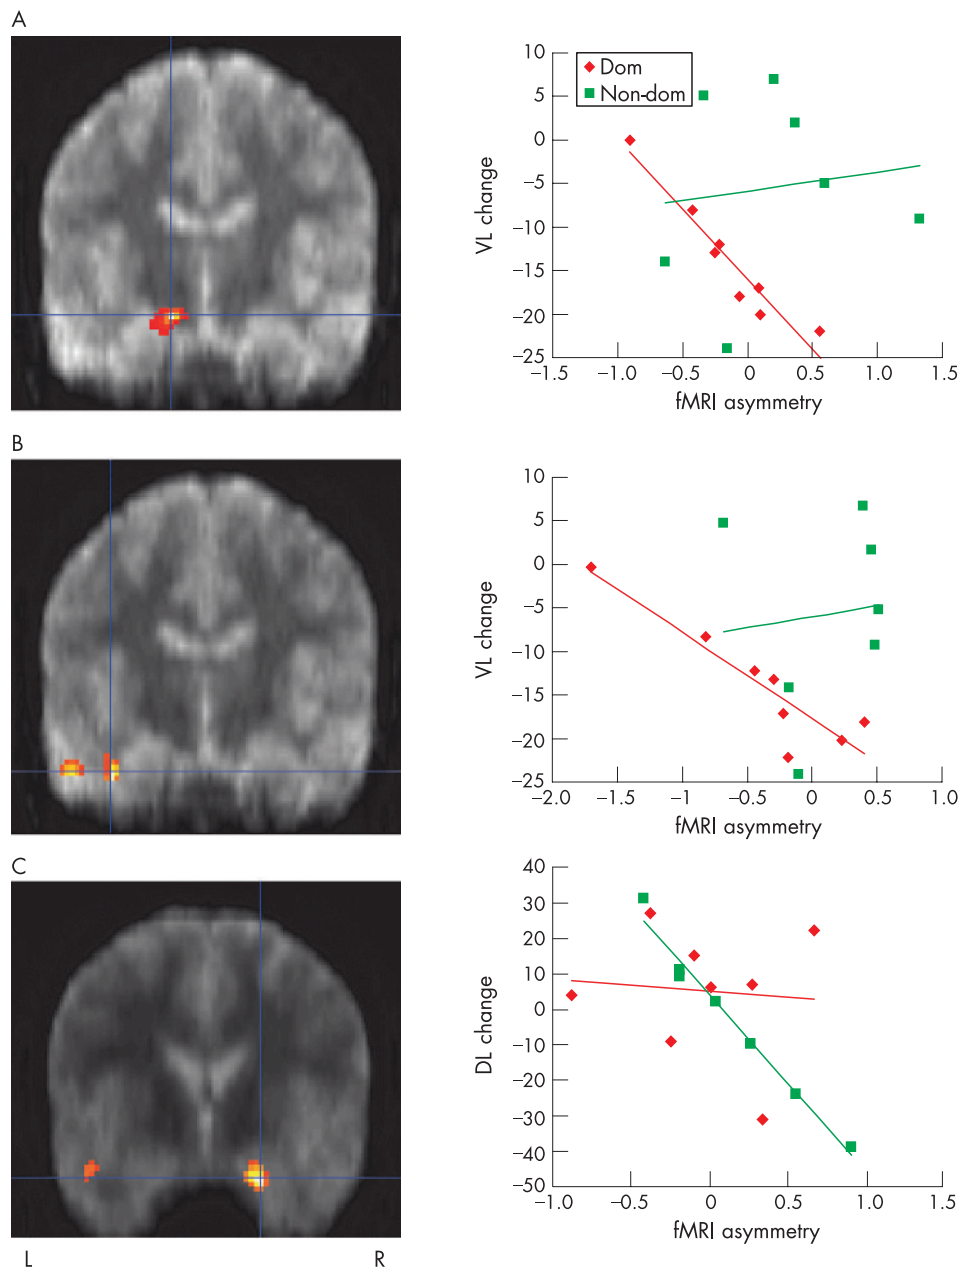 A
10
5
0
−5
−10
−15
−20
−25
VL change
Dom
Non-dom
−1.5 −1.0 −0.5 0 0.5 1.0 1.5
fMRI asymmetry
B
10
5
0
−5
−10
−15
−20
−25
VL change
−2.0 −1.5 −1 −0.5 0 0.5 1.0
fMRI asymmetry
C
40
30
20
10
0
−10
−20
−30
−40
−50
DL change
−1.0 −0.5 0 0.5 1.0 1.5
fMRI asymmetry
L R